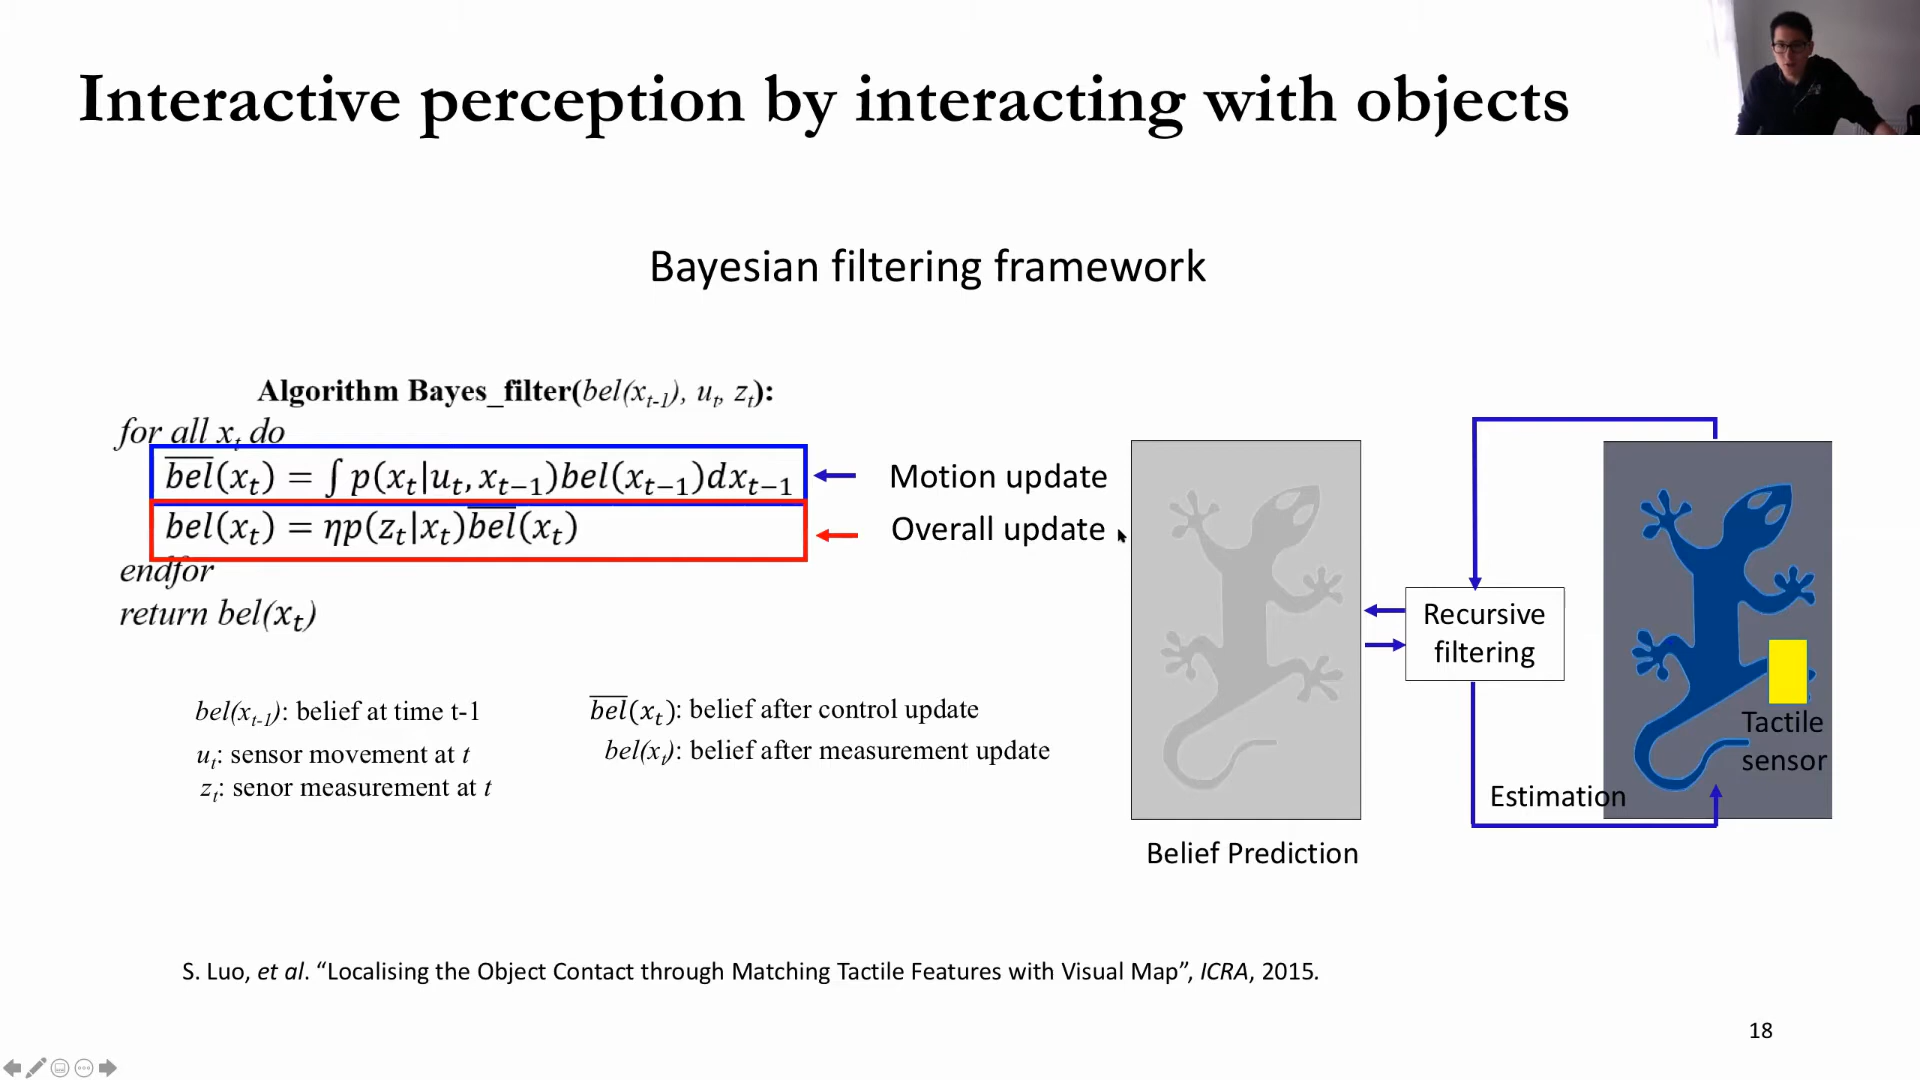 Interactive perception by interacting with objects
Bayesian filtering framework
Algorithm Bayes_filter(bel(xₜ₋₁), uₜ, zₜ):
for all xₜ do
b̅e̅l̅(xₜ) = ∫ p(xₜ|uₜ, xₜ₋₁)bel(xₜ₋₁)dxₜ₋₁
Motion update
bel(xₜ) = ηp(zₜ|xₜ)b̅e̅l̅(xₜ)
Overall update
endfor
return bel(xₜ)
bel(xₜ₋₁): belief at time t-1
uₜ: sensor movement at t
zₜ: senor measurement at t
b̅e̅l̅(xₜ): belief after control update
bel(xₜ): belief after measurement update
Belief Prediction
Recursive
filtering
Estimation
Tactile
sensor
S. Luo, et al. “Localising the Object Contact through Matching Tactile Features with Visual Map”, ICRA, 2015.
18